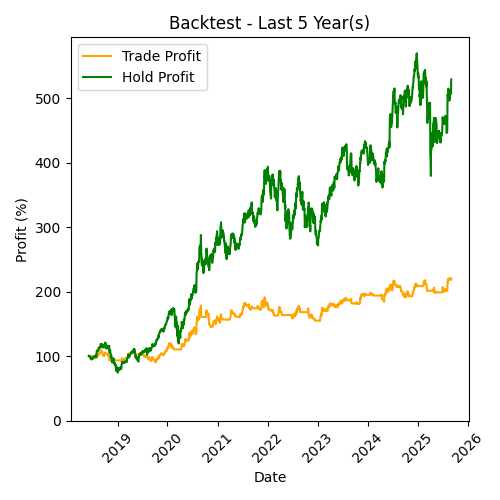 Backtest - Last 5 Year(s)
Trade Profit
Hold Profit
Profit (%)
500
400
300
200
100
0
2019 2020 2021 2022 2023 2024 2025 2026
Date